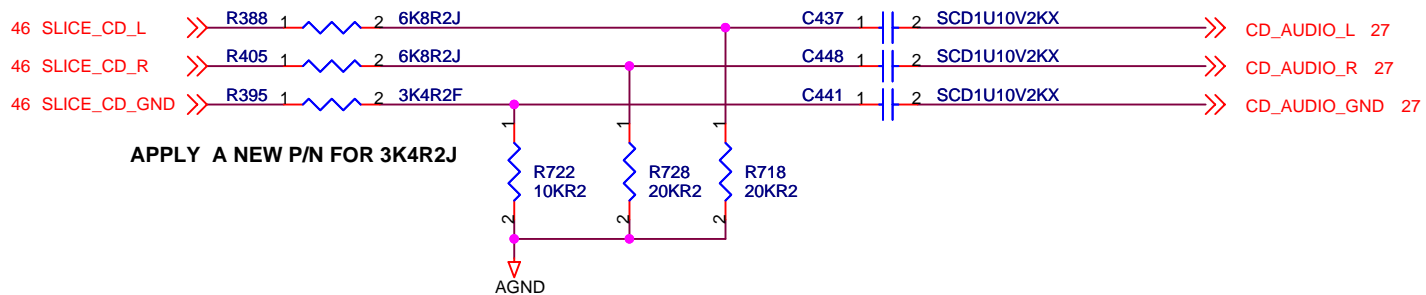 46 SLICE_CD_L R388 1 2 6K8R2J C437 1 2 SCD1U10V2KX CD_AUDIO_L 27
46 SLICE_CD_R R405 1 2 6K8R2J C448 1 2 SCD1U10V2KX CD_AUDIO_R 27
46 SLICE_CD_GND R395 1 2 3K4R2F C441 1 2 SCD1U10V2KX CD_AUDIO_GND 27
1 1 1
APPLY A NEW P/N FOR 3K4R2J
R722 R728 R718
10KR2 20KR2 20KR2
2 2 2
AGND